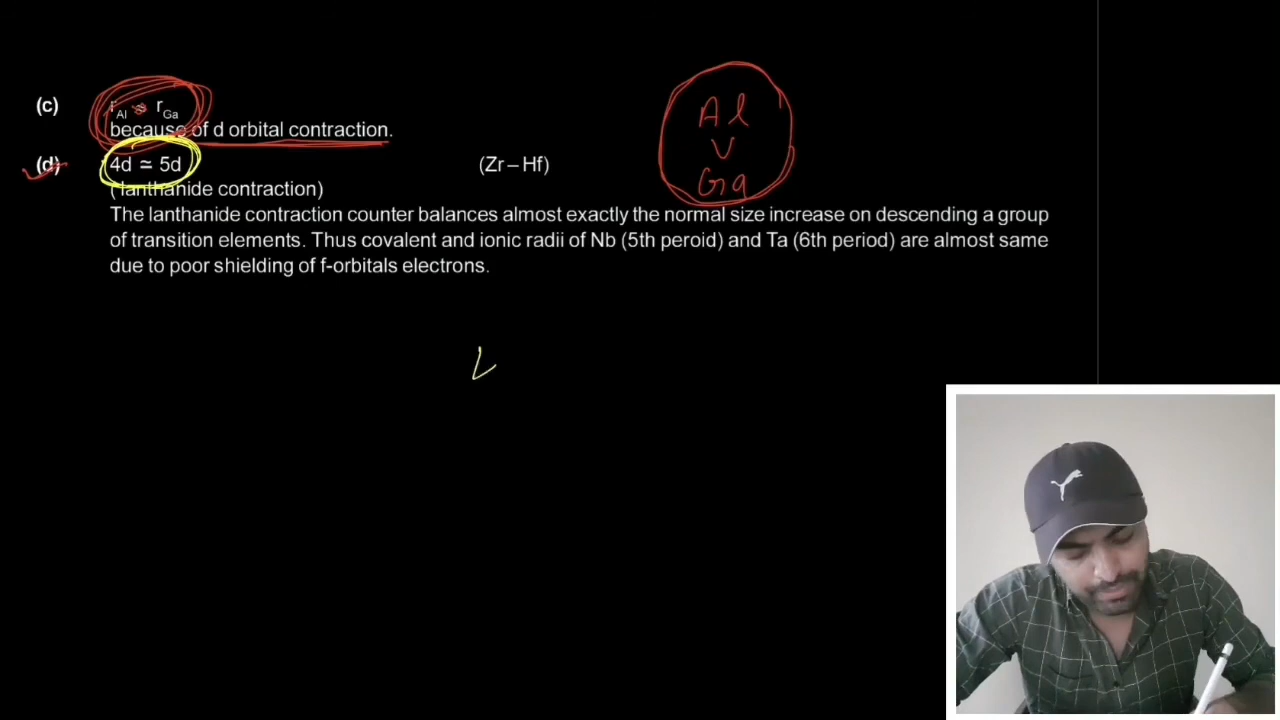 (c) rAl ≈ rGa
because of d orbital contraction.
Al
V
Ga
(d) 4d ≃ 5d (Zr – Hf)
( lanthanide contraction)
The lanthanide contraction counter balances almost exactly the normal size increase on descending a group
of transition elements. Thus covalent and ionic radii of Nb (5th peroid) and Ta (6th period) are almost same
due to poor shielding of f-orbitals electrons.